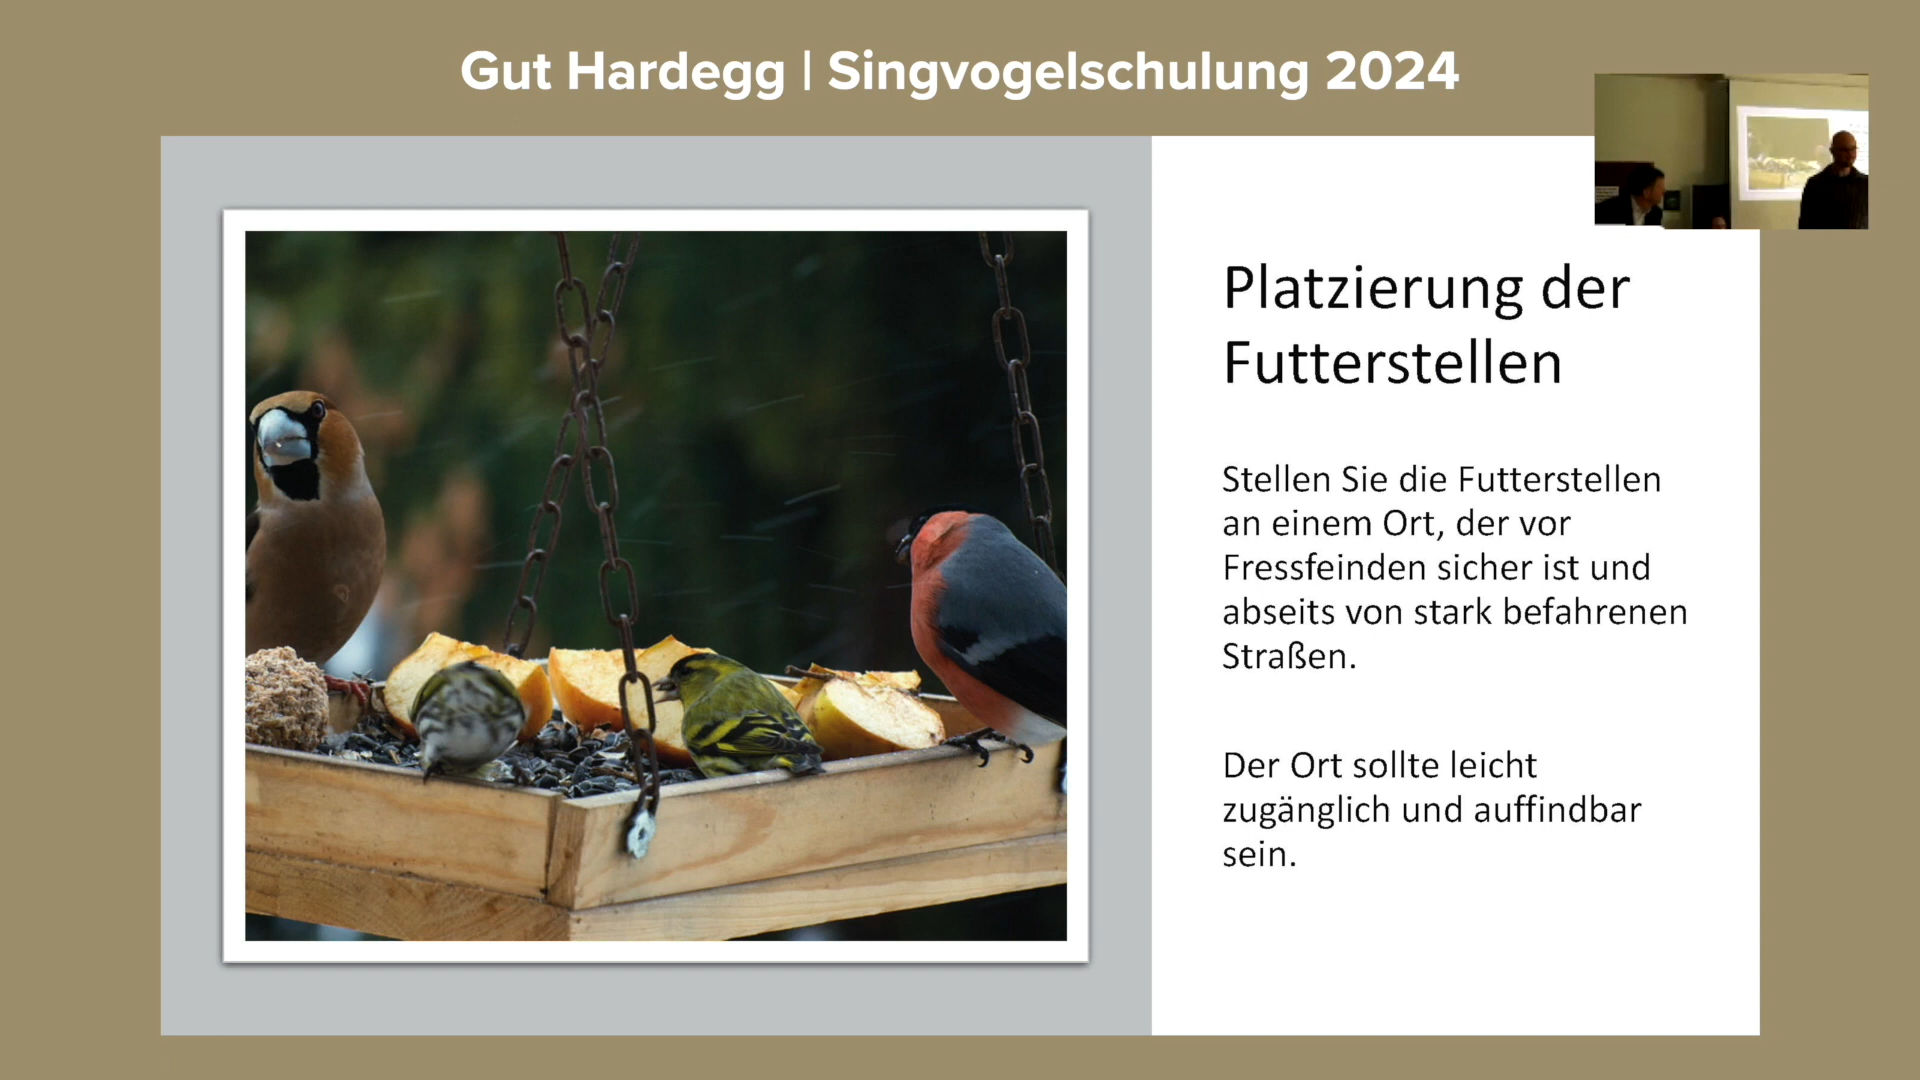 Gut Hardegg | Singvogelschulung 2024
Platzierung der
Futterstellen
Stellen Sie die Futterstellen
an einem Ort, der vor
Fressfeinden sicher ist und
abseits von stark befahrenen
Straßen.
Der Ort sollte leicht
zugänglich und auffindbar
sein.